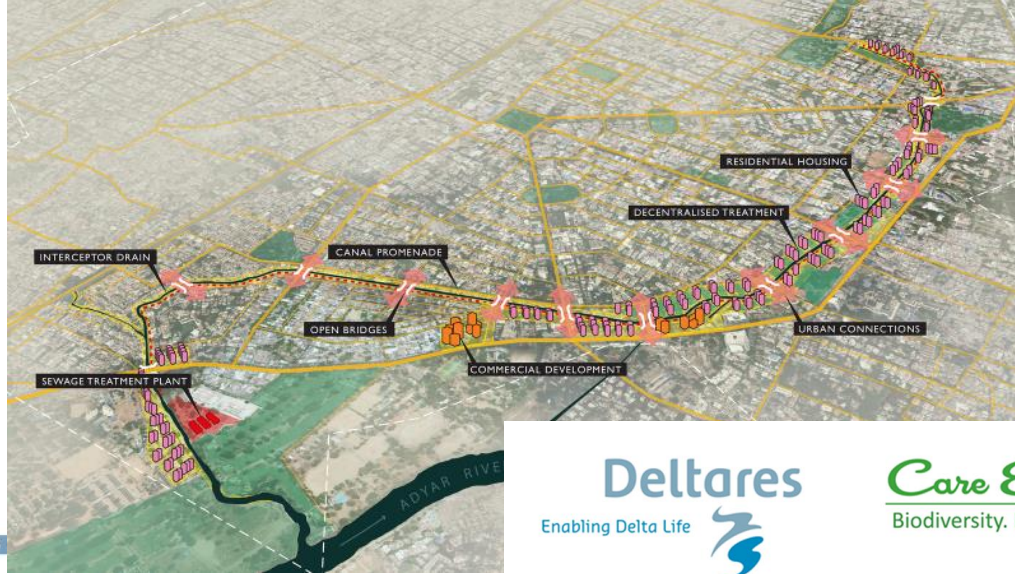 RESIDENTIAL HOUSING
DECENTRALISED TREATMENT
INTERCEPTOR DRAIN
CANAL PROMENADE
OPEN BRIDGES
URBAN CONNECTIONS
COMMERCIAL DEVELOPMENT
SEWAGE TREATMENT PLANT
ADYAR RIVE
Deltares
Enabling Delta Life
Care
Biodiversity.